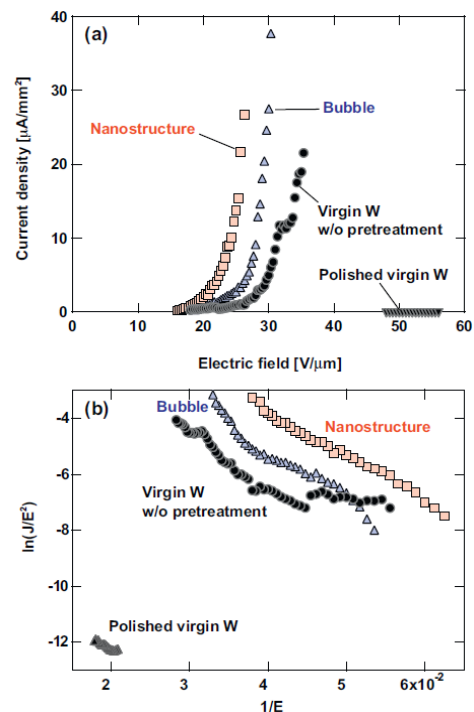 (a)
Current density [μA/mm²]
40
30
20
10
0
Nanostructure
Bubble
Virgin W
w/o pretreatment
Polished virgin W
0 10 20 30 40 50 60
Electric field [V/μm]
(b)
ln(J/E²)
-4
-6
-8
-10
-12
Bubble
Nanostructure
Virgin W
w/o pretreatment
Polished virgin W
2 3 4 5 6x10⁻²
1/E